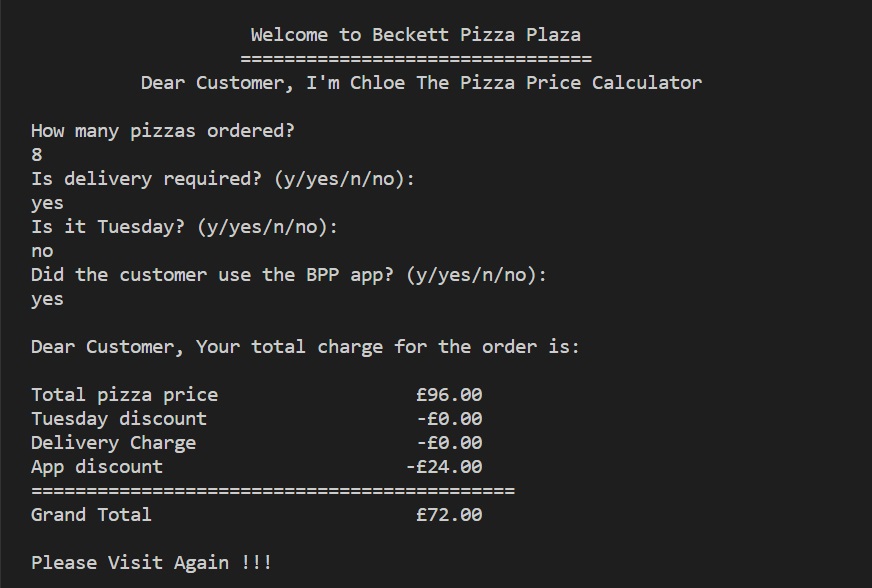 Welcome to Beckett Pizza Plaza
================================
Dear Customer, I'm Chloe The Pizza Price Calculator
How many pizzas ordered?
8
Is delivery required? (y/yes/n/no):
yes
Is it Tuesday? (y/yes/n/no):
no
Did the customer use the BPP app? (y/yes/n/no):
yes
Dear Customer, Your total charge for the order is:
Total pizza price £96.00
Tuesday discount -£0.00
Delivery Charge -£0.00
App discount -£24.00
============================================
Grand Total £72.00
Please Visit Again !!!